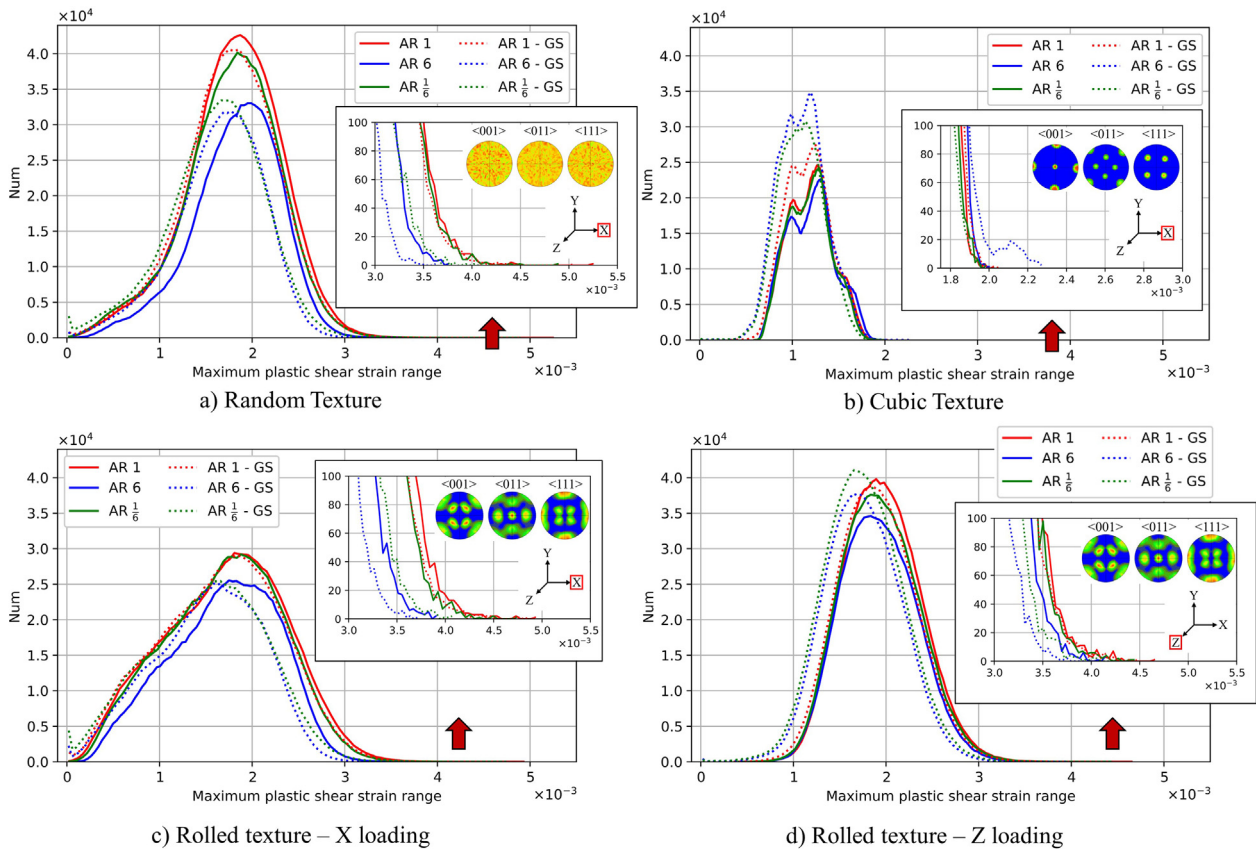 ×10⁴
4.0
3.5
3.0
2.5
2.0
1.5
1.0
0.5
0.0
Num
0 1 2 3 4 5
×10⁻³
Maximum plastic shear strain range
AR 1 AR 1 - GS
AR 6 AR 6 - GS
AR 1/6 AR 1/6 - GS
100
80
60
40
20
0
3.0 3.5 4.0 4.5 5.0 5.5
×10⁻³
<001> <011> <111>
Y
X
Z
a) Random Texture
×10⁴
4.0
3.5
3.0
2.5
2.0
1.5
1.0
0.5
0.0
Num
0 1 2 3 4 5
×10⁻³
Maximum plastic shear strain range
AR 1 AR 1 - GS
AR 6 AR 6 - GS
AR 1/6 AR 1/6 - GS
100
80
60
40
20
0
1.8 2.0 2.2 2.4 2.6 2.8 3.0
×10⁻³
<001> <011> <111>
Y
X
Z
b) Cubic Texture
×10⁴
4.0
3.5
3.0
2.5
2.0
1.5
1.0
0.5
0.0
Num
0 1 2 3 4 5
×10⁻³
Maximum plastic shear strain range
AR 1 AR 1 - GS
AR 6 AR 6 - GS
AR 1/6 AR 1/6 - GS
100
80
60
40
20
0
3.0 3.5 4.0 4.5 5.0 5.5
×10⁻³
<001> <011> <111>
Y
X
Z
c) Rolled texture – X loading
×10⁴
4.0
3.5
3.0
2.5
2.0
1.5
1.0
0.5
0.0
Num
0 1 2 3 4 5
×10⁻³
Maximum plastic shear strain range
AR 1 AR 1 - GS
AR 6 AR 6 - GS
AR 1/6 AR 1/6 - GS
100
80
60
40
20
0
3.0 3.5 4.0 4.5 5.0 5.5
×10⁻³
<001> <011> <111>
Y
X
Z
d) Rolled texture – Z loading